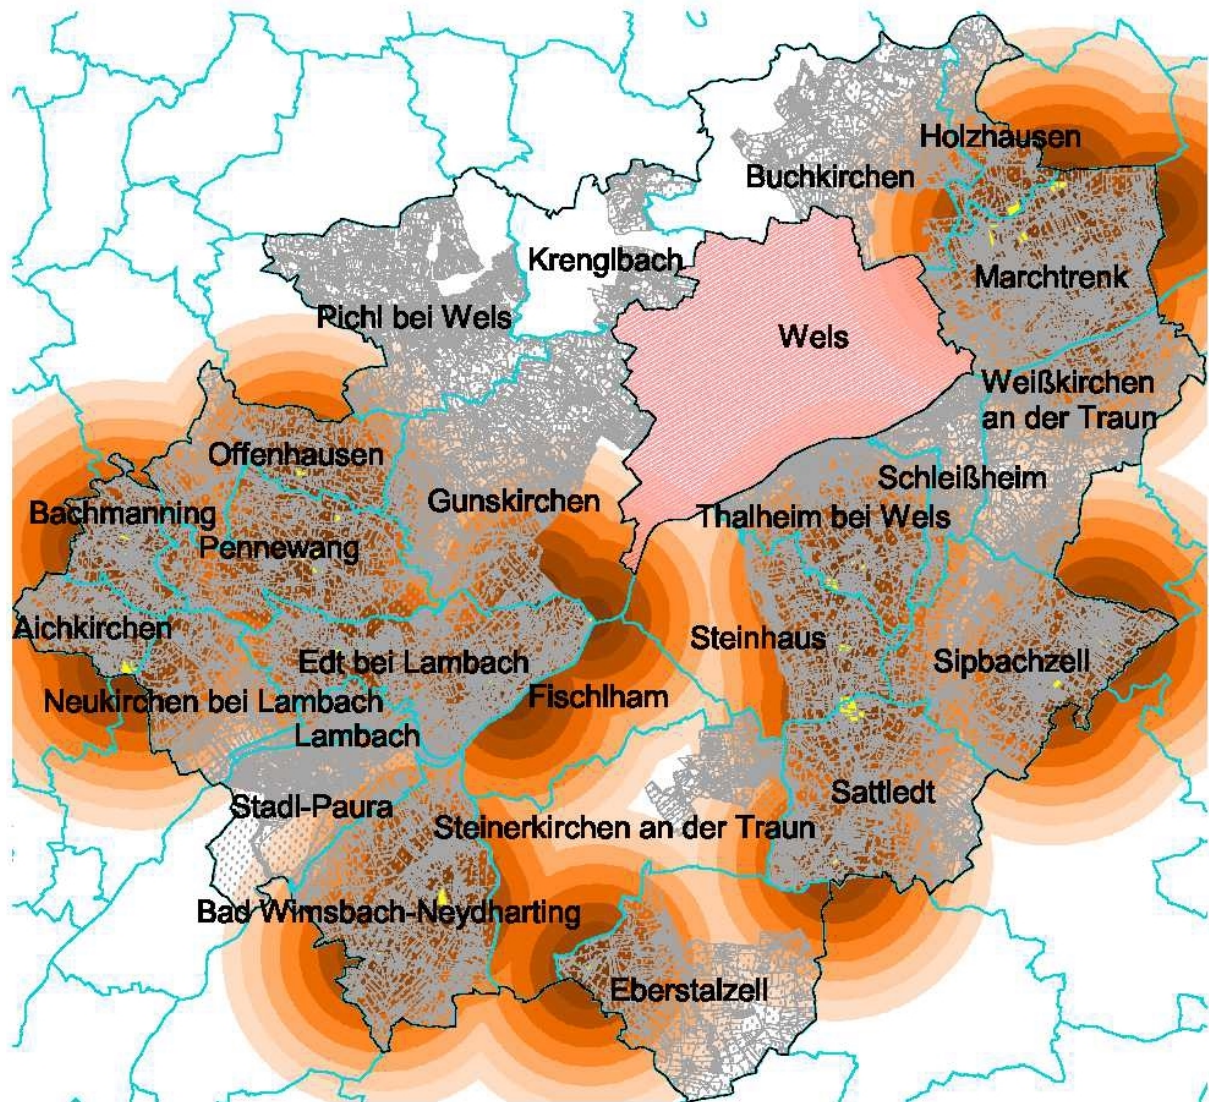 Holzhausen
Buchkirchen
Krenglbach
Marchtrenk
Pichl bei Wels
Wels
Weißkirchen
an der Traun
Offenhausen
Schleißheim
Gunskirchen
Bachmanning
Thalheim bei Wels
Pennewang
Aichkirchen
Steinhaus
Edt bei Lambach
Sipbachzell
Neukirchen bei Lambach
Fischlham
Lambach
Sattledt
Stadl-Paura
Steinerkirchen an der Traun
Bad Wimsbach-Neydharting
Eberstalzell